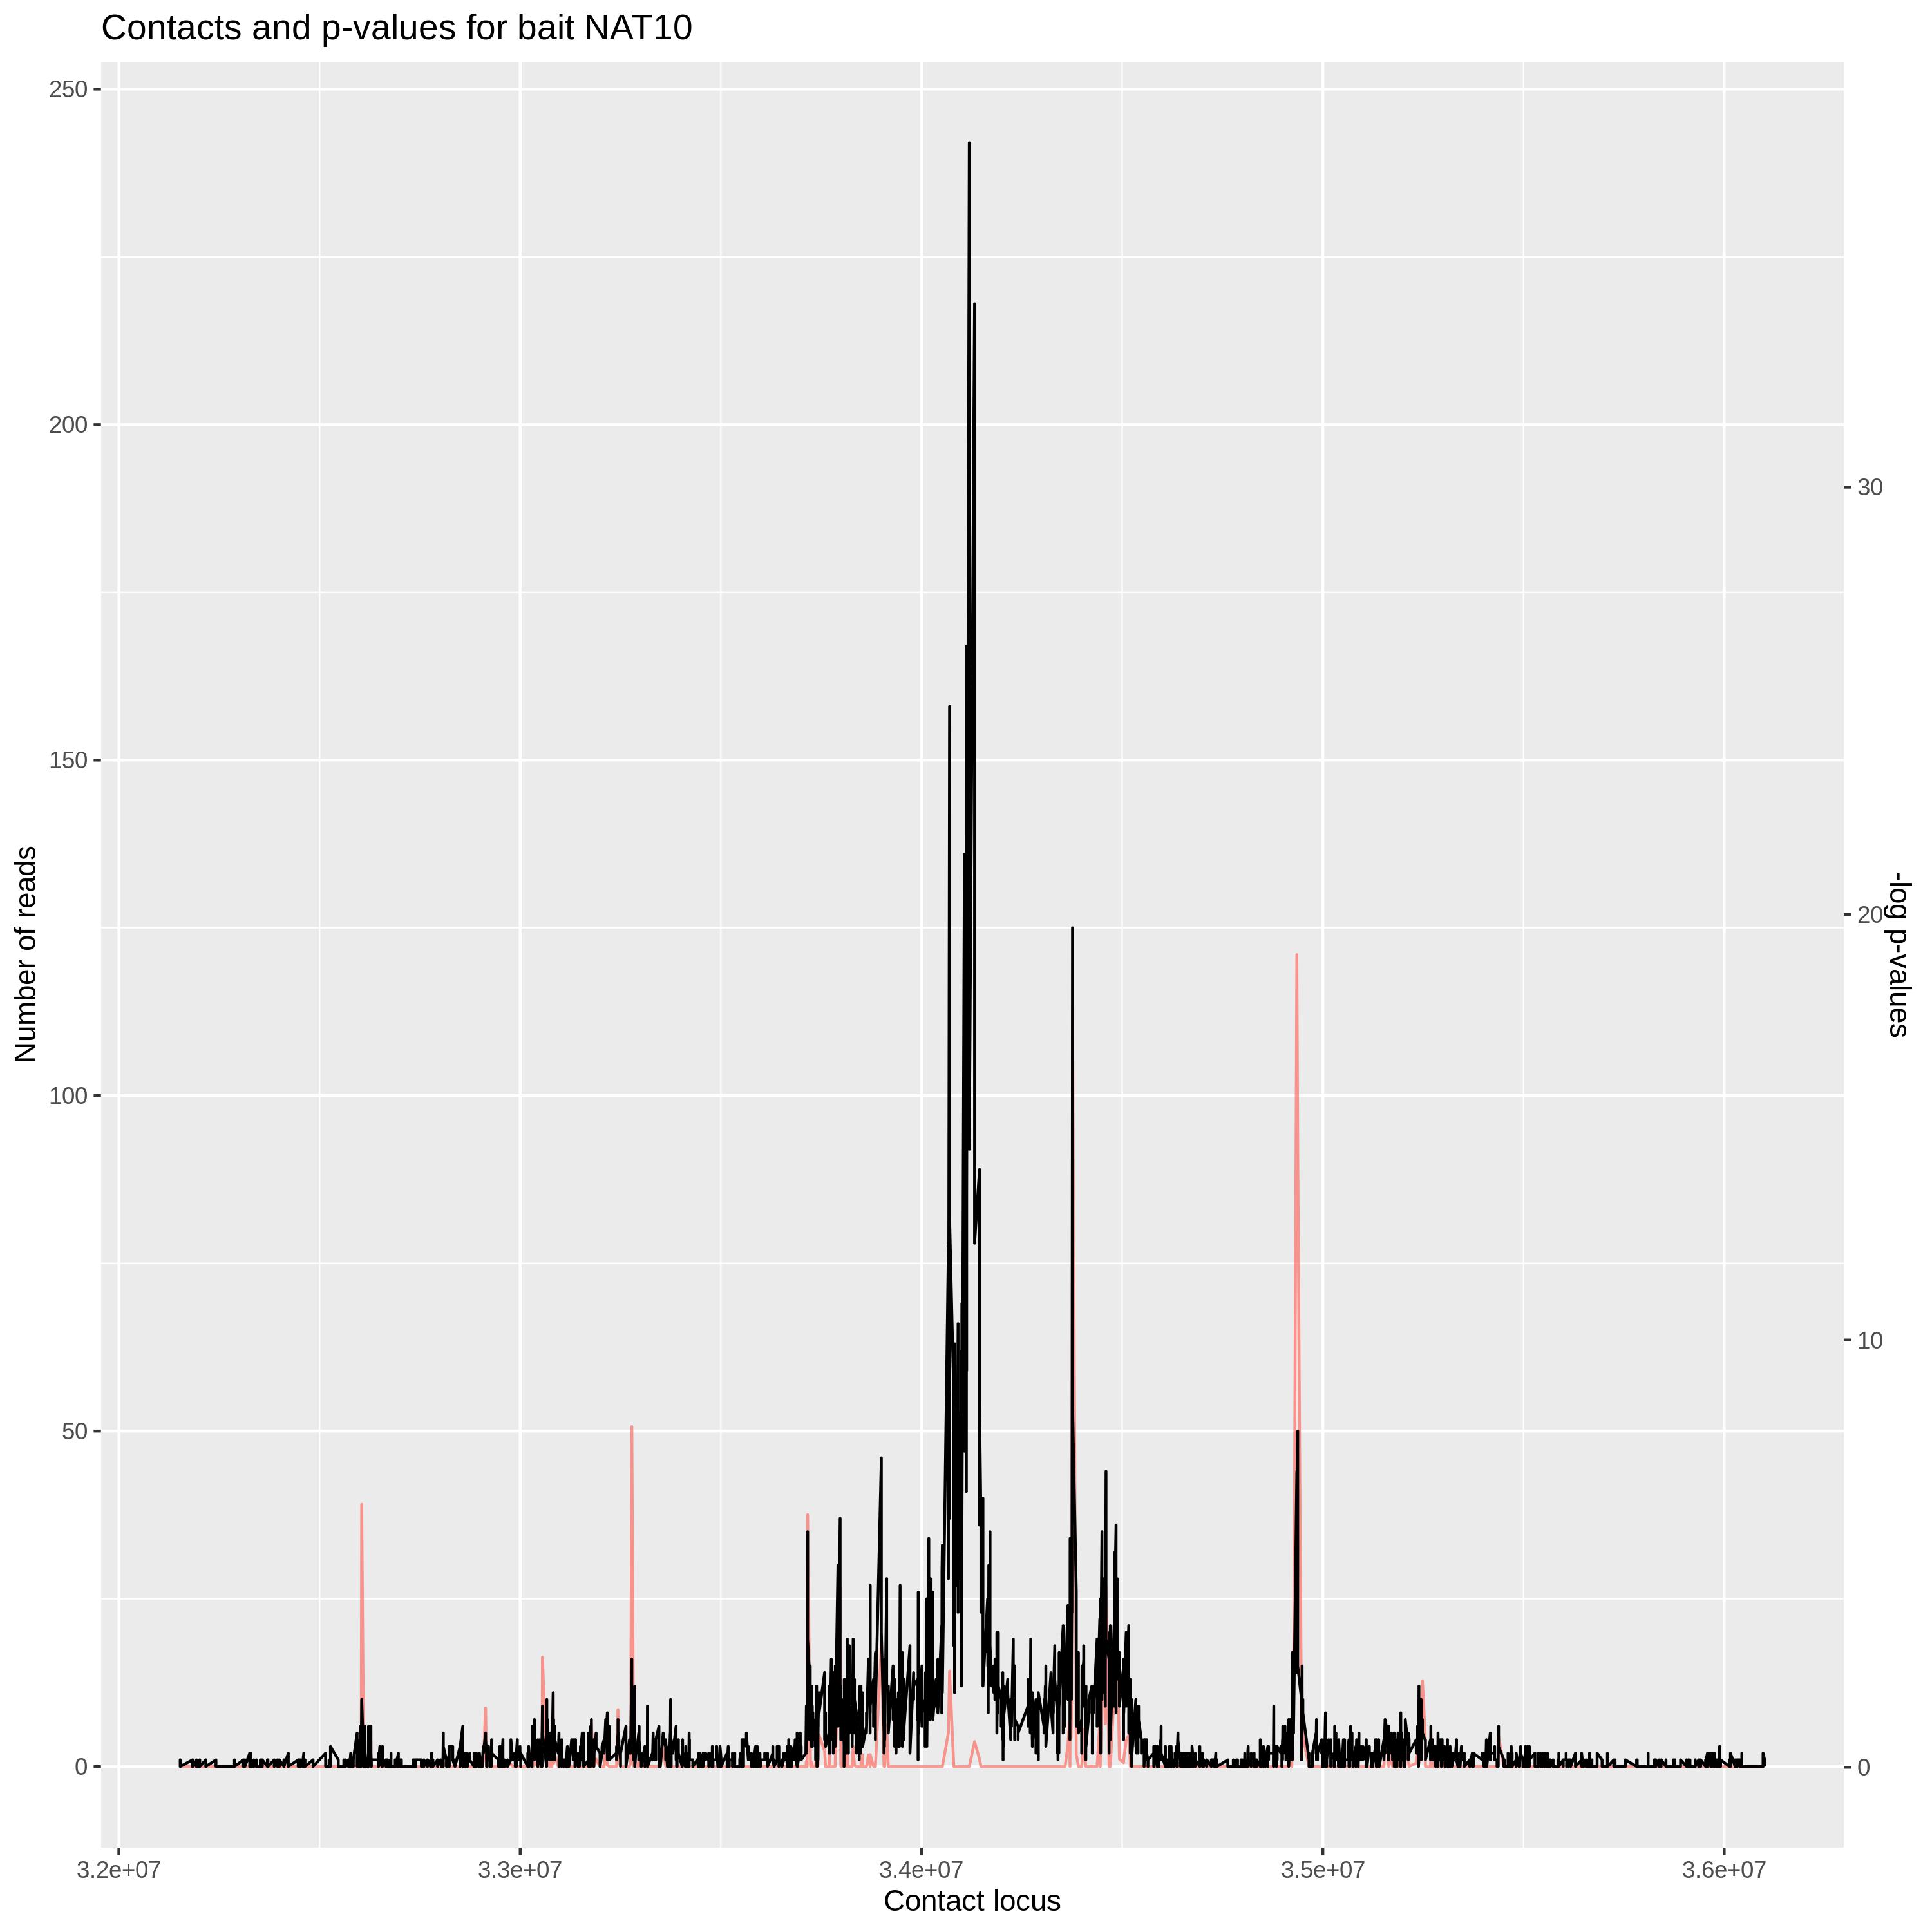 Contacts and p-values for bait NAT10
250
200
150
100
50
0
Number of reads
30
20
10
0
-log p-values
3.2e+07
3.3e+07
3.4e+07
3.5e+07
3.6e+07
Contact locus